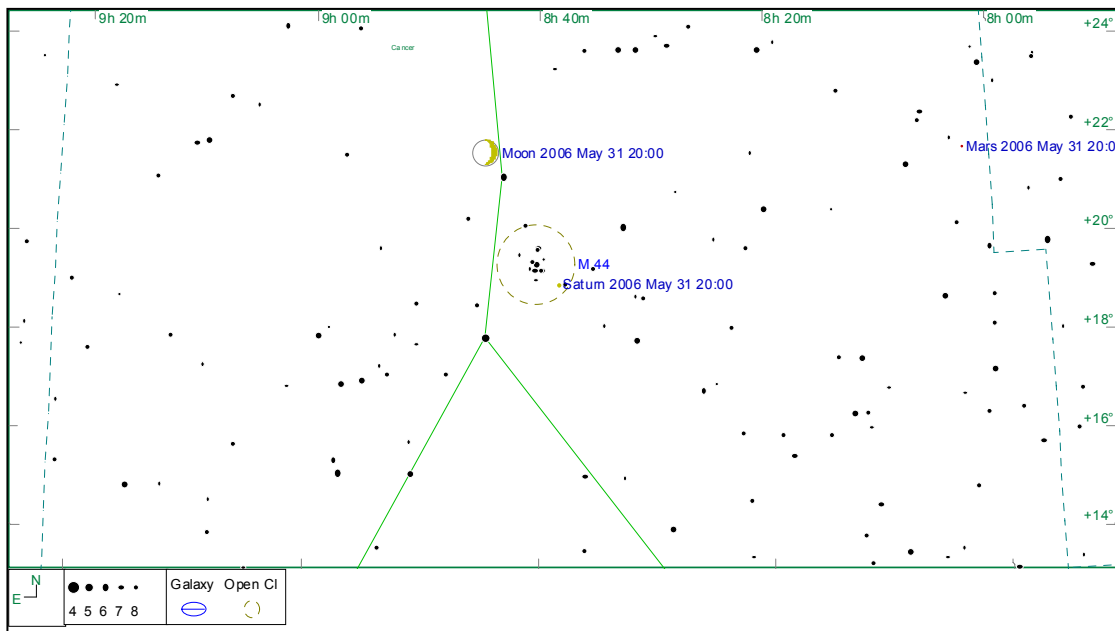 9h 20m 9h 00m 8h 40m 8h 20m 8h 00m +24°
Cancer
+22°
Moon 2006 May 31 20:00
Mars 2006 May 31 20:0
+20°
M 44
Saturn 2006 May 31 20:00
+18°
+16°
+14°
N
E
4 5 6 7 8
Galaxy Open Cl